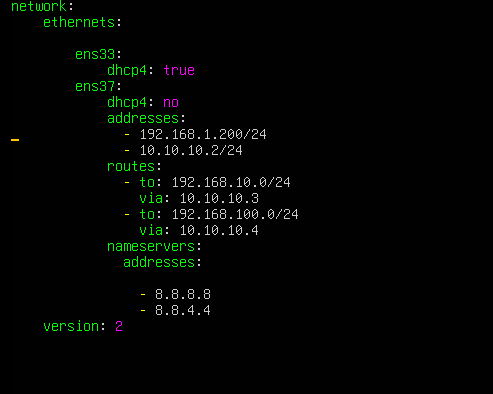 network:
    ethernets:

        ens33:
            dhcp4: true
        ens37:
            dhcp4: no
            addresses:
              - 192.168.1.200/24
              - 10.10.10.2/24
            routes:
              - to: 192.168.10.0/24
                via: 10.10.10.3
              - to: 192.168.100.0/24
                via: 10.10.10.4
            nameservers:
              addresses:

                - 8.8.8.8
                - 8.8.4.4
    version: 2